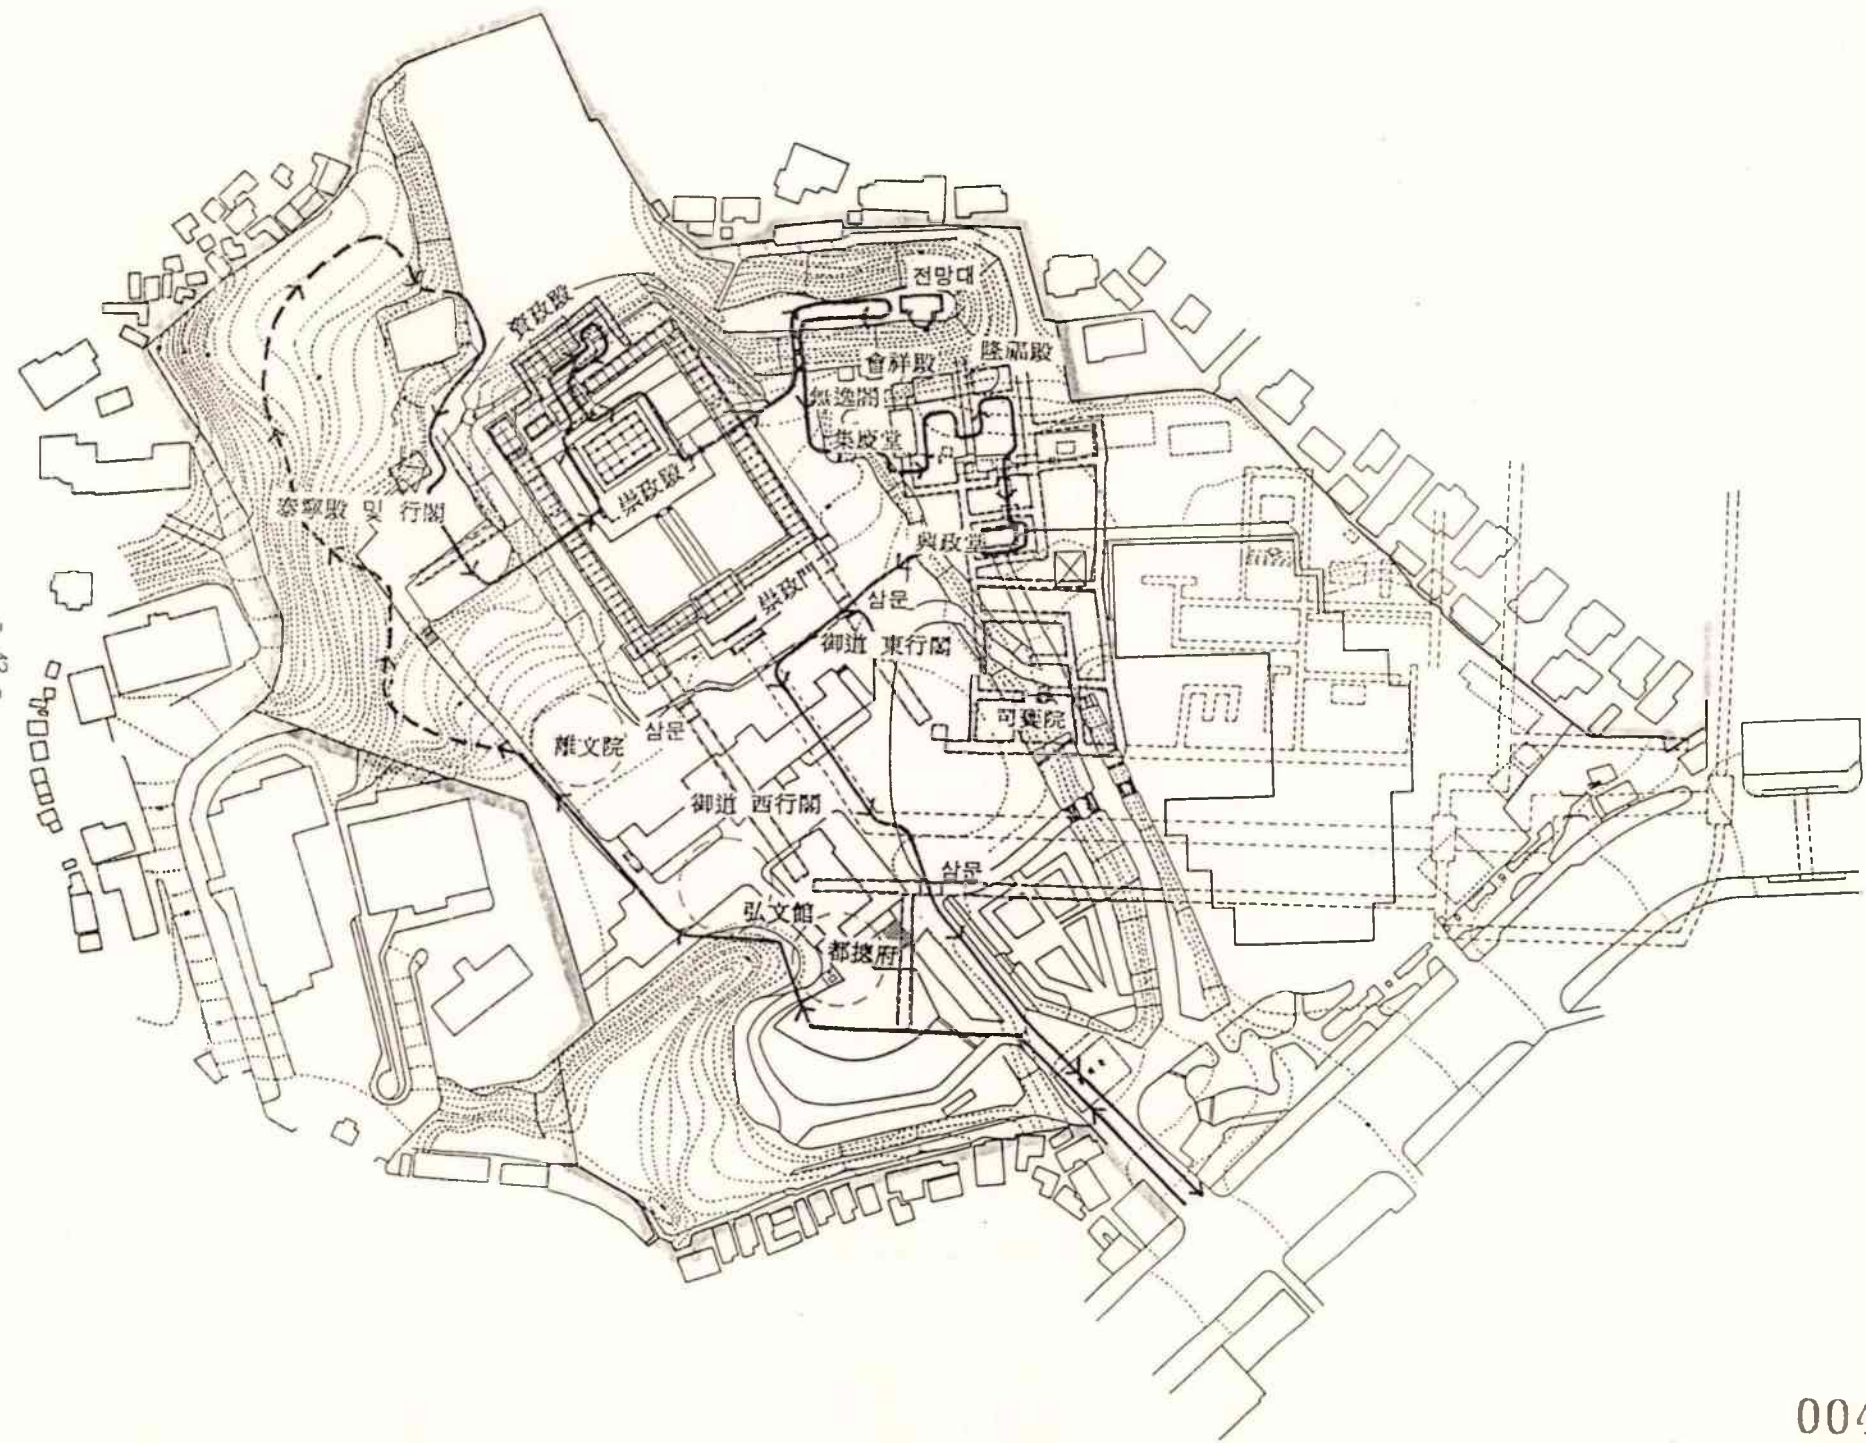 전망대
資政殿
會祥殿
隆福殿
無逸閣
集慶堂
崇政殿
泰寧殿 및 行閣
興政堂
崇政門
삼문
御道 東行閣
司䆃院
삼문
離文院
御道 西行閣
삼문
弘文館
都摠府
004